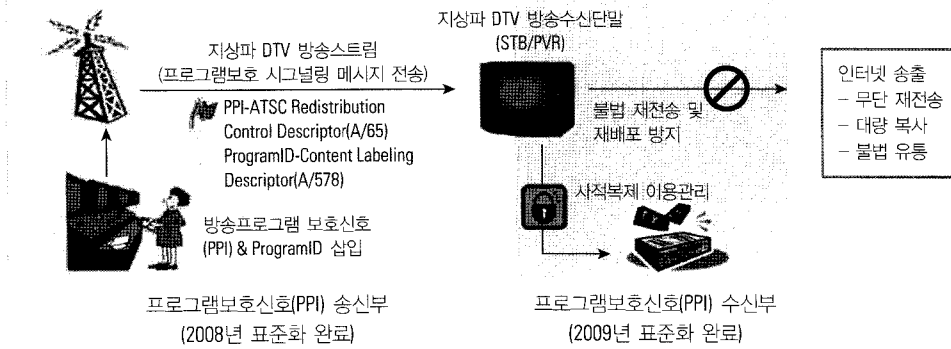 지상파 DTV 방송스트림
(프로그램보호 시그널링 메시지 전송)
PPI-ATSC Redistribution
Control Descriptor(A/65)
ProgramID-Content Labeling
Descriptor(A/578)
방송프로그램 보호신호
(PPI) & ProgramID 삽입
프로그램보호신호(PPI) 송신부
(2008년 표준화 완료)
지상파 DTV 방송수신단말
(STB/PVR)
불법 재전송 및
재배포 방지
사적복제 이용관리
프로그램보호신호(PPI) 수신부
(2009년 표준화 완료)
인터넷 송출
- 무단 재전송
- 대량 복사
- 불법 유통